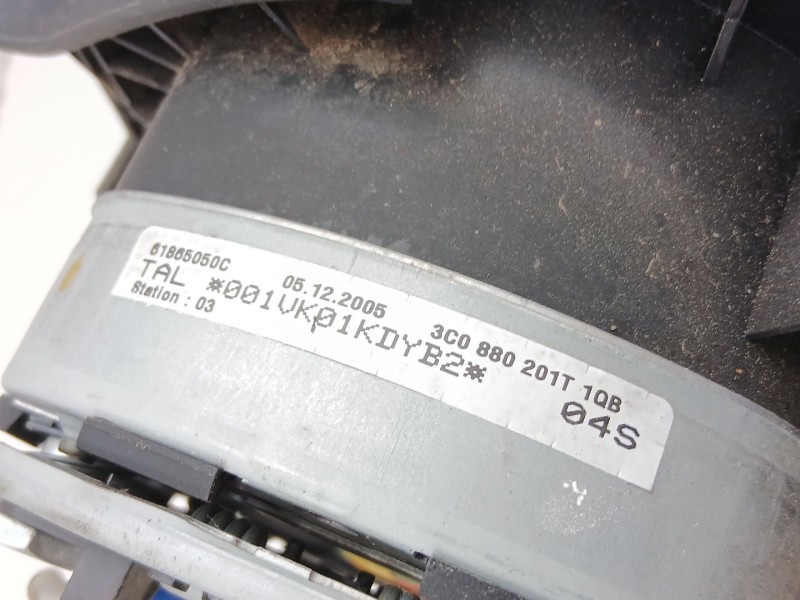 61865050C 05.12.2005 3C0 880 201T 1QB
TAL *001VK01KDYB2* 04S
Station : 03